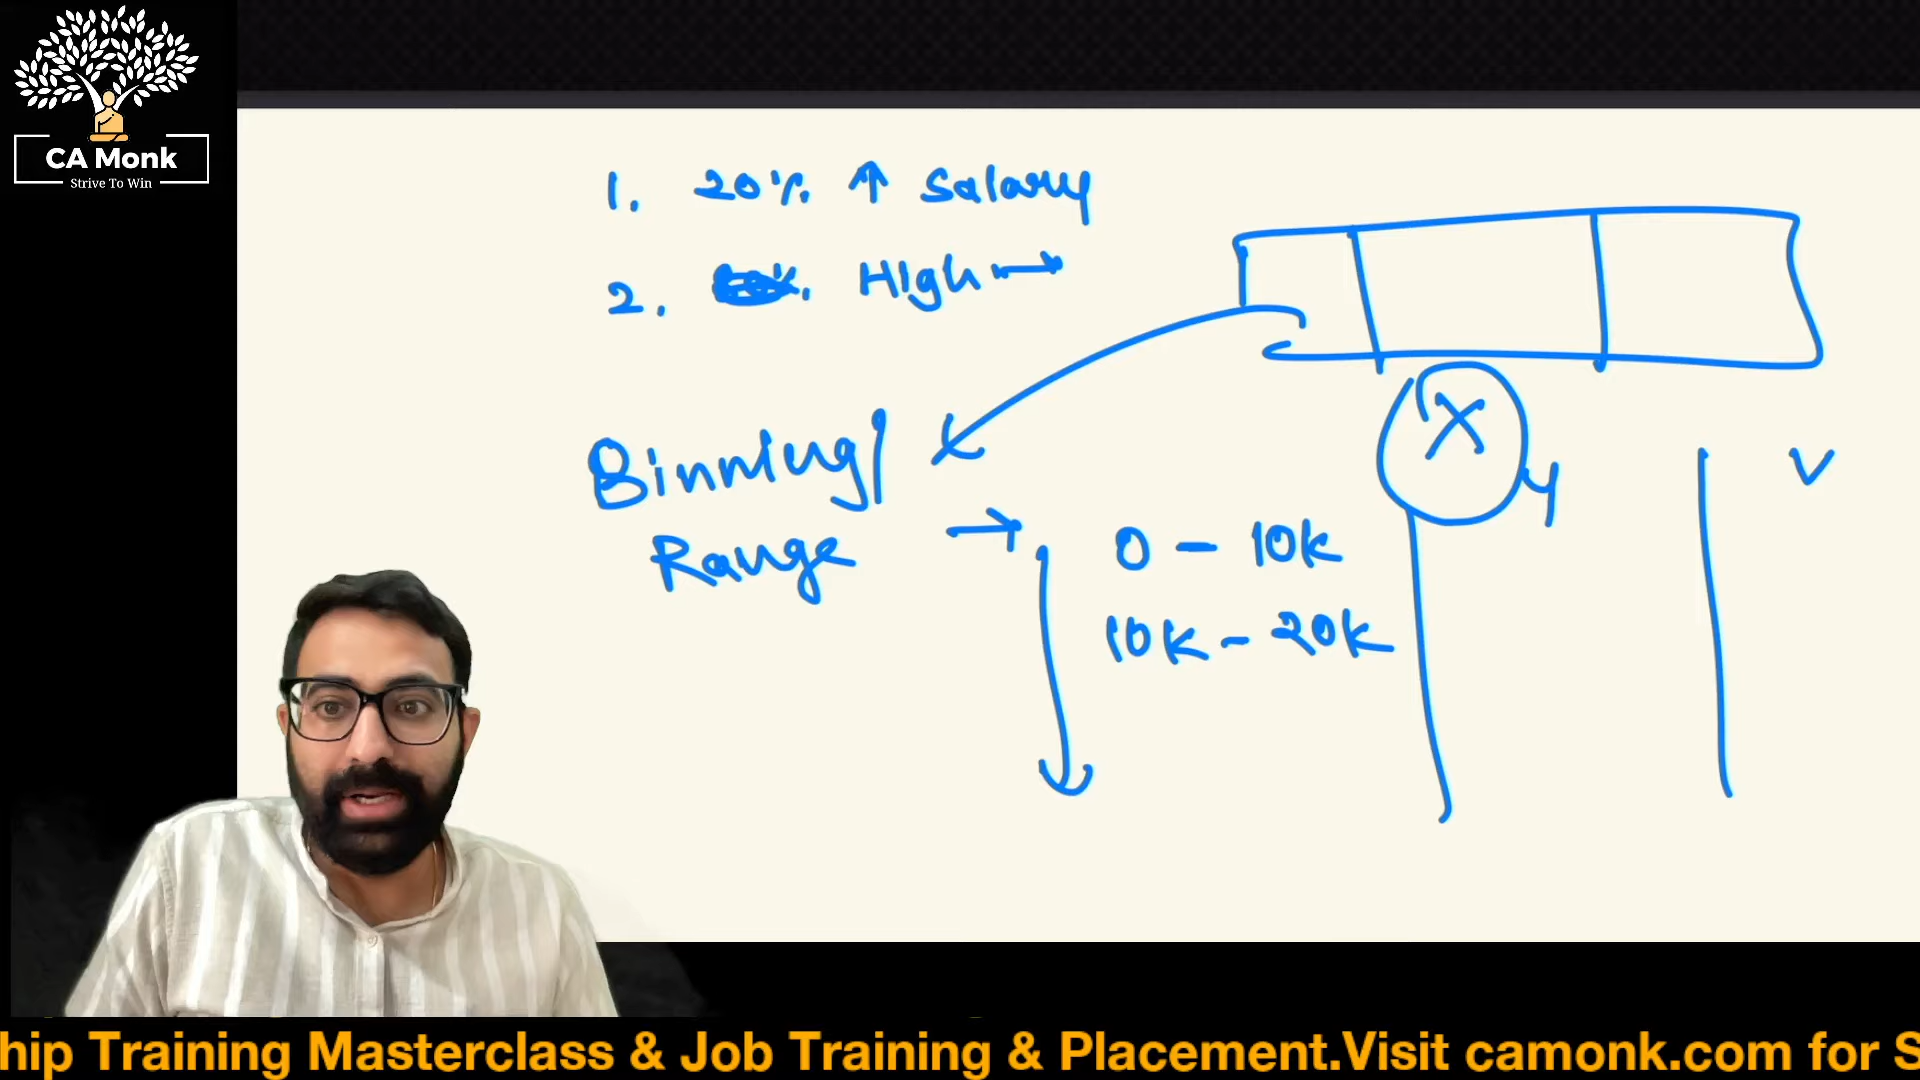 CA Monk
Strive To Win
1. 20% ↑ Salary
2. High →
Binning
Range → 0 - 10k
10k - 20k
X
y
hip Training Masterclass & Job Training & Placement.Visit camonk.com for S